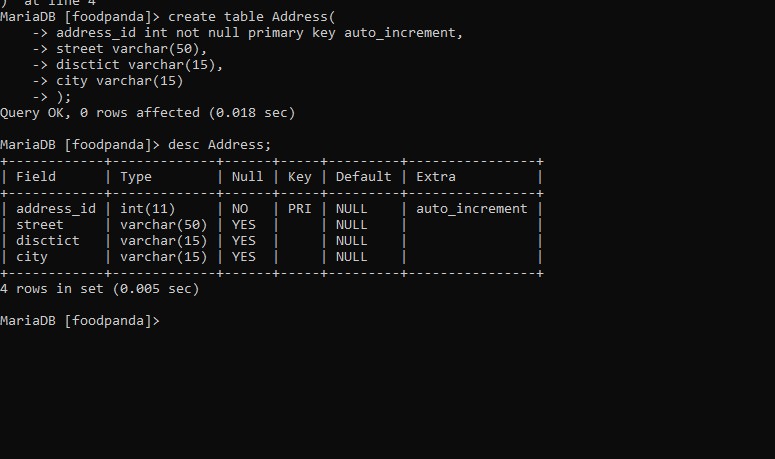 )  at line 4
MariaDB [foodpanda]> create table Address(
    -> address_id int not null primary key auto_increment,
    -> street varchar(50),
    -> disctict varchar(15),
    -> city varchar(15)
    -> );
Query OK, 0 rows affected (0.018 sec)
MariaDB [foodpanda]> desc Address;
+------------+-------------+------+-----+---------+----------------+
| Field      | Type        | Null | Key | Default | Extra          |
+------------+-------------+------+-----+---------+----------------+
| address_id | int(11)     | NO   | PRI | NULL    | auto_increment |
| street     | varchar(50) | YES  |     | NULL    |                |
| disctict   | varchar(15) | YES  |     | NULL    |                |
| city       | varchar(15) | YES  |     | NULL    |                |
+------------+-------------+------+-----+---------+----------------+
4 rows in set (0.005 sec)
MariaDB [foodpanda]>